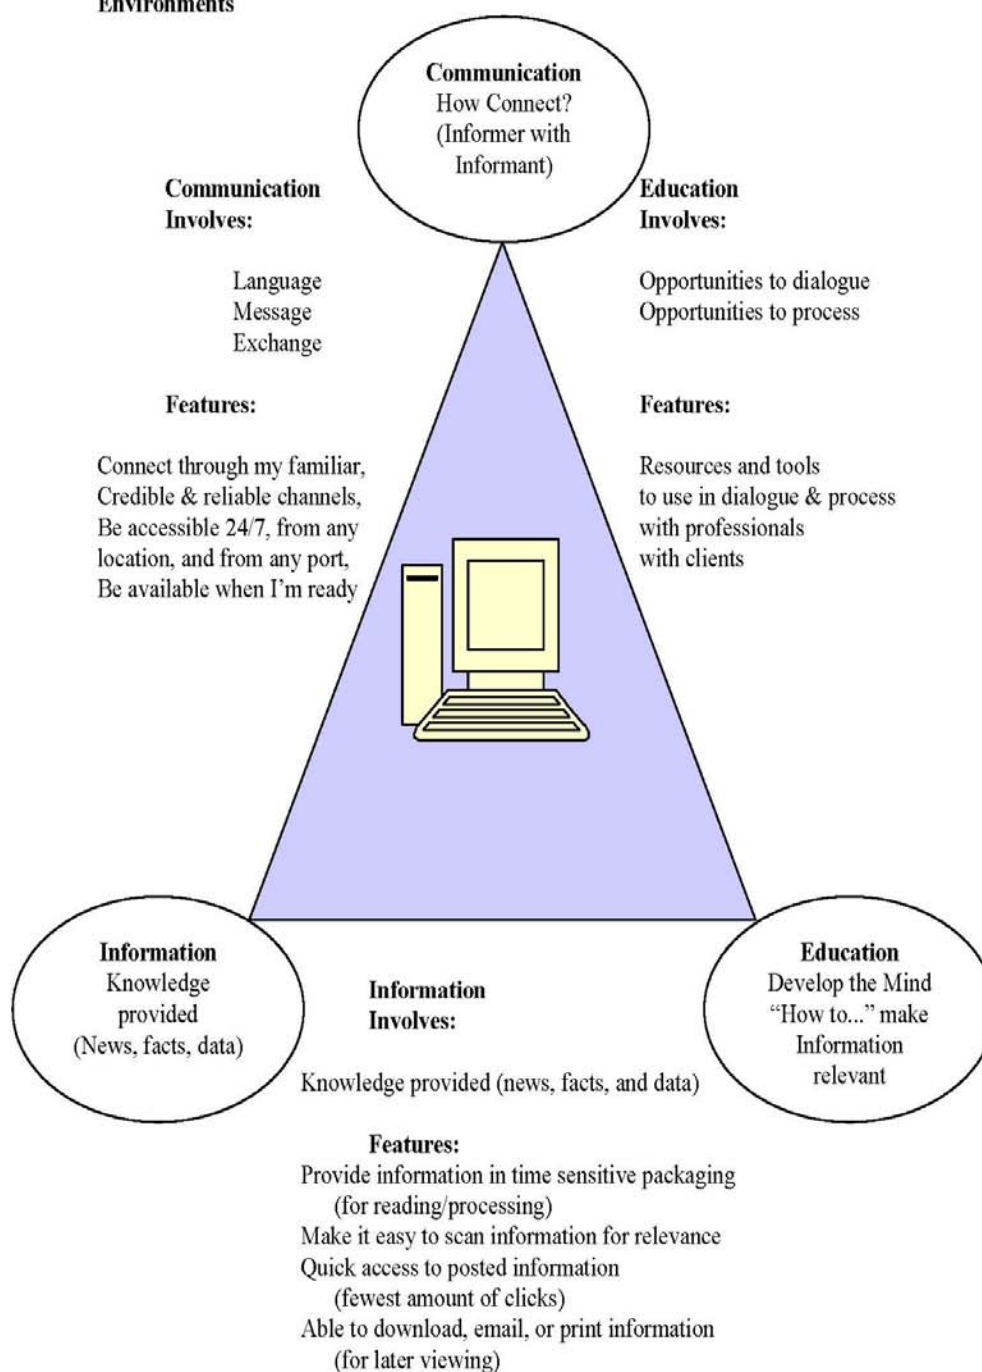 Environments
Communication
How Connect?
(Informer with
Informant)
Communication
Involves:
Language
Message
Exchange
Features:
Connect through my familiar,
Credible & reliable channels,
Be accessible 24/7, from any
location, and from any port,
Be available when I'm ready
Education
Involves:
Opportunities to dialogue
Opportunities to process
Features:
Resources and tools
to use in dialogue & process
with professionals
with clients
Information
Knowledge
provided
(News, facts, data)
Information
Involves:
Knowledge provided (news, facts, and data)
Features:
Provide information in time sensitive packaging
(for reading/processing)
Make it easy to scan information for relevance
Quick access to posted information
(fewest amount of clicks)
Able to download, email, or print information
(for later viewing)
Education
Develop the Mind
“How to...” make
Information
relevant